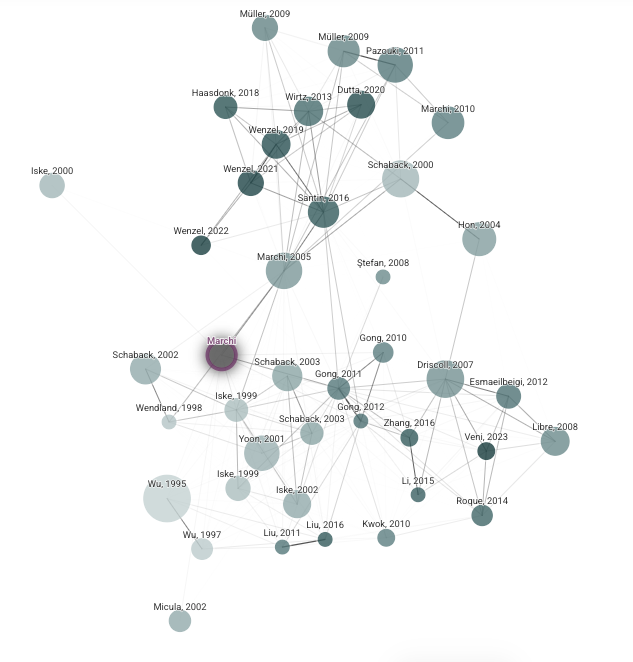 Müller, 2009
Müller, 2009
Pazouki, 2011
Haasdonk, 2018
Wirtz, 2013
Dutta, 2020
Marchi, 2010
Wenzel, 2019
Schaback, 2000
Iske, 2000
Wenzel, 2021
Santin, 2016
Hon, 2004
Wenzel, 2022
Marchi, 2005
Ştefan, 2008
Marchi
Gong, 2010
Schaback, 2002
Schaback, 2003
Driscoll, 2007
Gong, 2011
Esmaeilbeigi, 2012
Iske, 1999
Wendland, 1998
Gong, 2012
Schaback, 2003
Zhang, 2016
Libre, 2008
Yoon, 2001
Veni, 2023
Iske, 1999
Wu, 1995
Li, 2015
Iske, 2002
Roque, 2014
Liu, 2016
Kwok, 2010
Wu, 1997
Liu, 2011
Micula, 2002